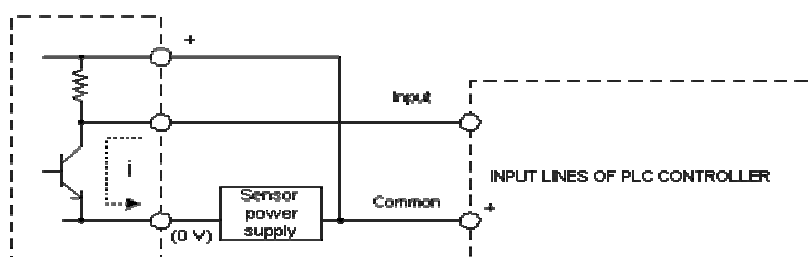 +
Input
i
INPUT LINES OF PLC CONTROLLER
Sensor
power
supply
Common
+
(0 V)